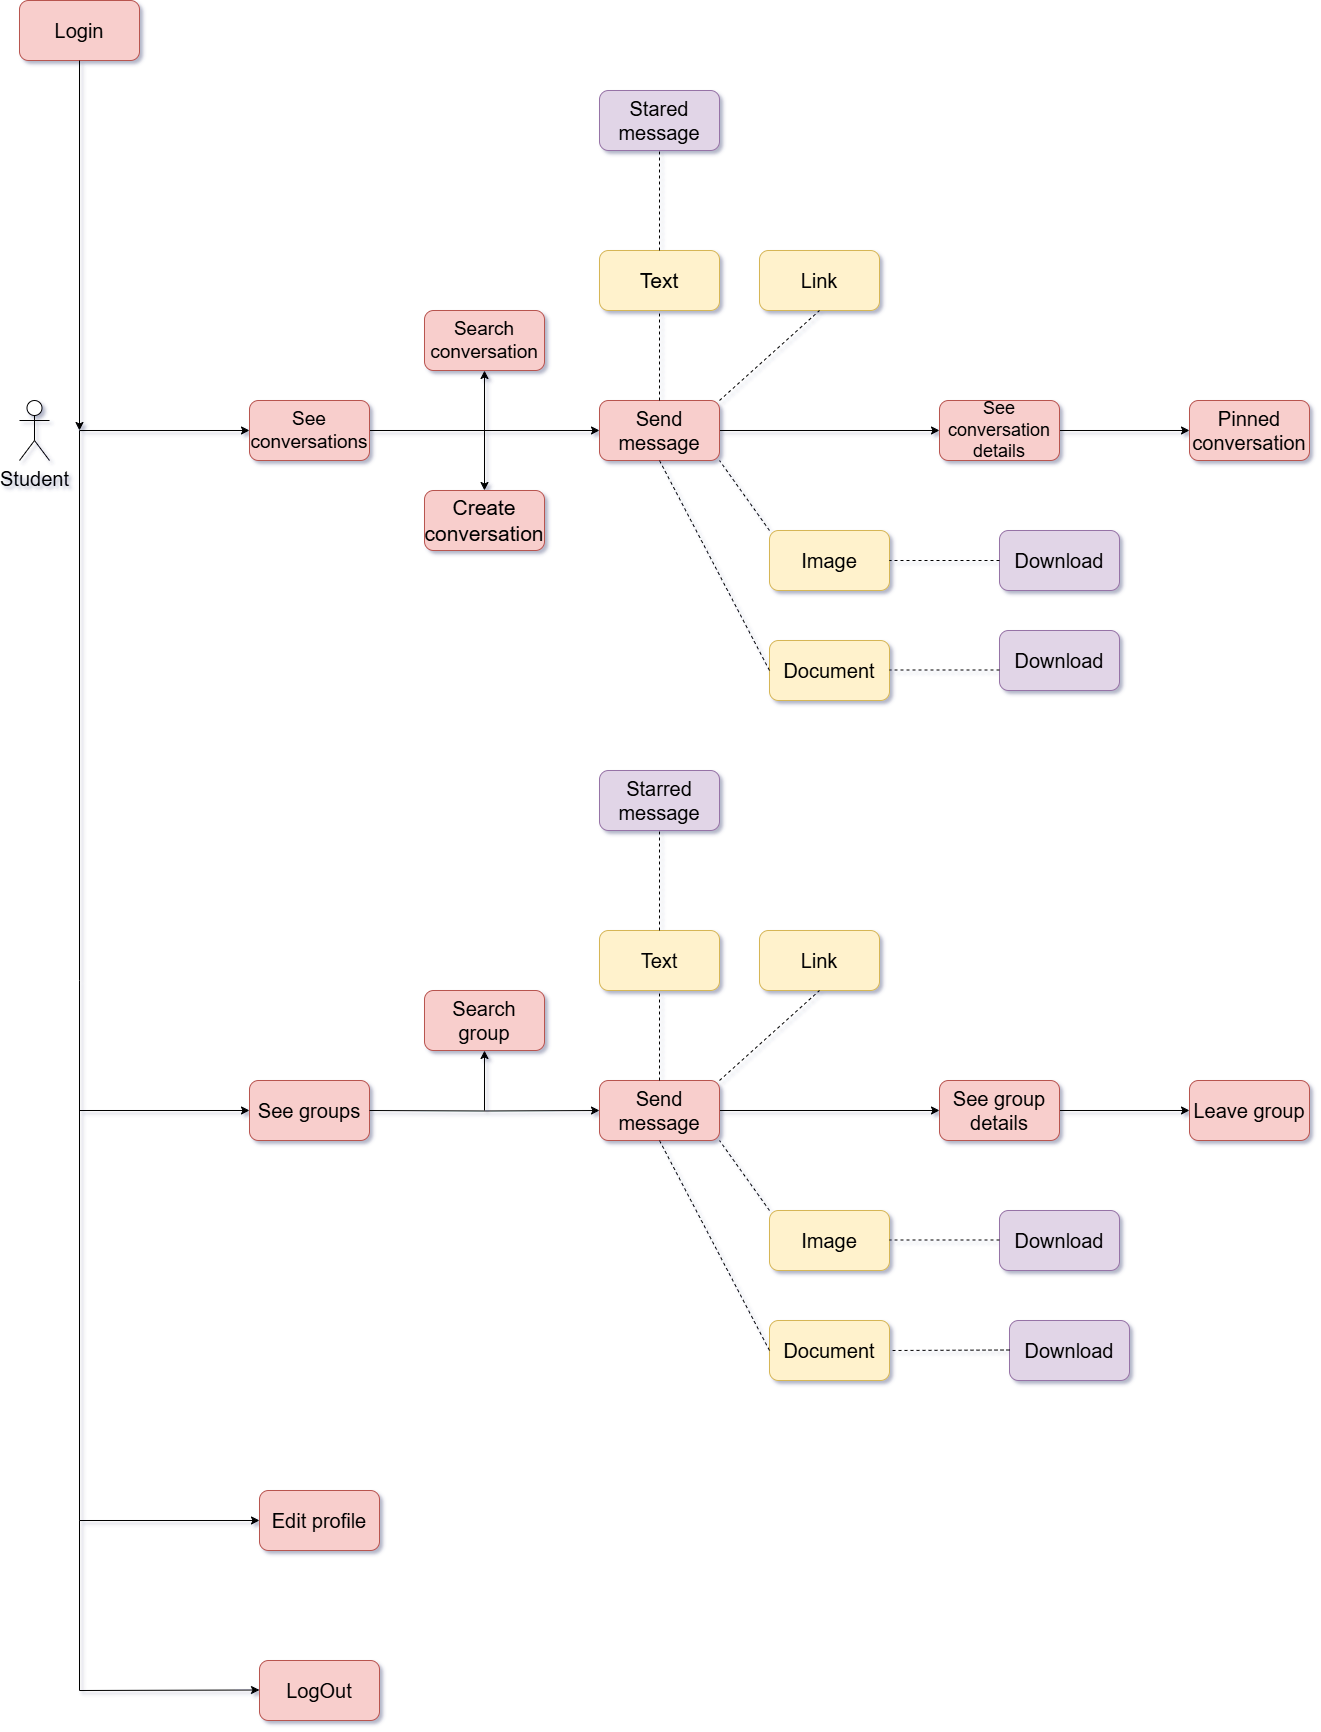 Login
Stared
message
Text
Link
Search
conversation
Student
See
conversations
Send
message
See
conversation
details
Pinned
conversation
Create
conversation
Image
Download
Document
Download
Starred
message
Text
Link
Search
group
See groups
Send
message
See group
details
Leave group
Image
Download
Document
Download
Edit profile
LogOut